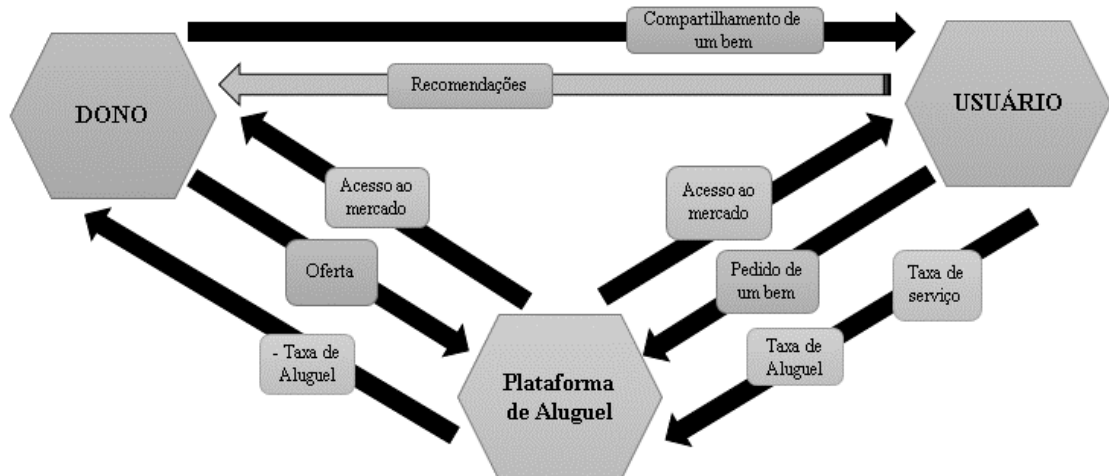 Compartilhamento de
um bem
Recomendações
DONO
USUÁRIO
Acesso ao
mercado
Acesso ao
mercado
Oferta
Pedido de
um bem
Taxa de
serviço
- Taxa de
Aluguel
Taxa de
Aluguel
Plataforma
de Aluguel